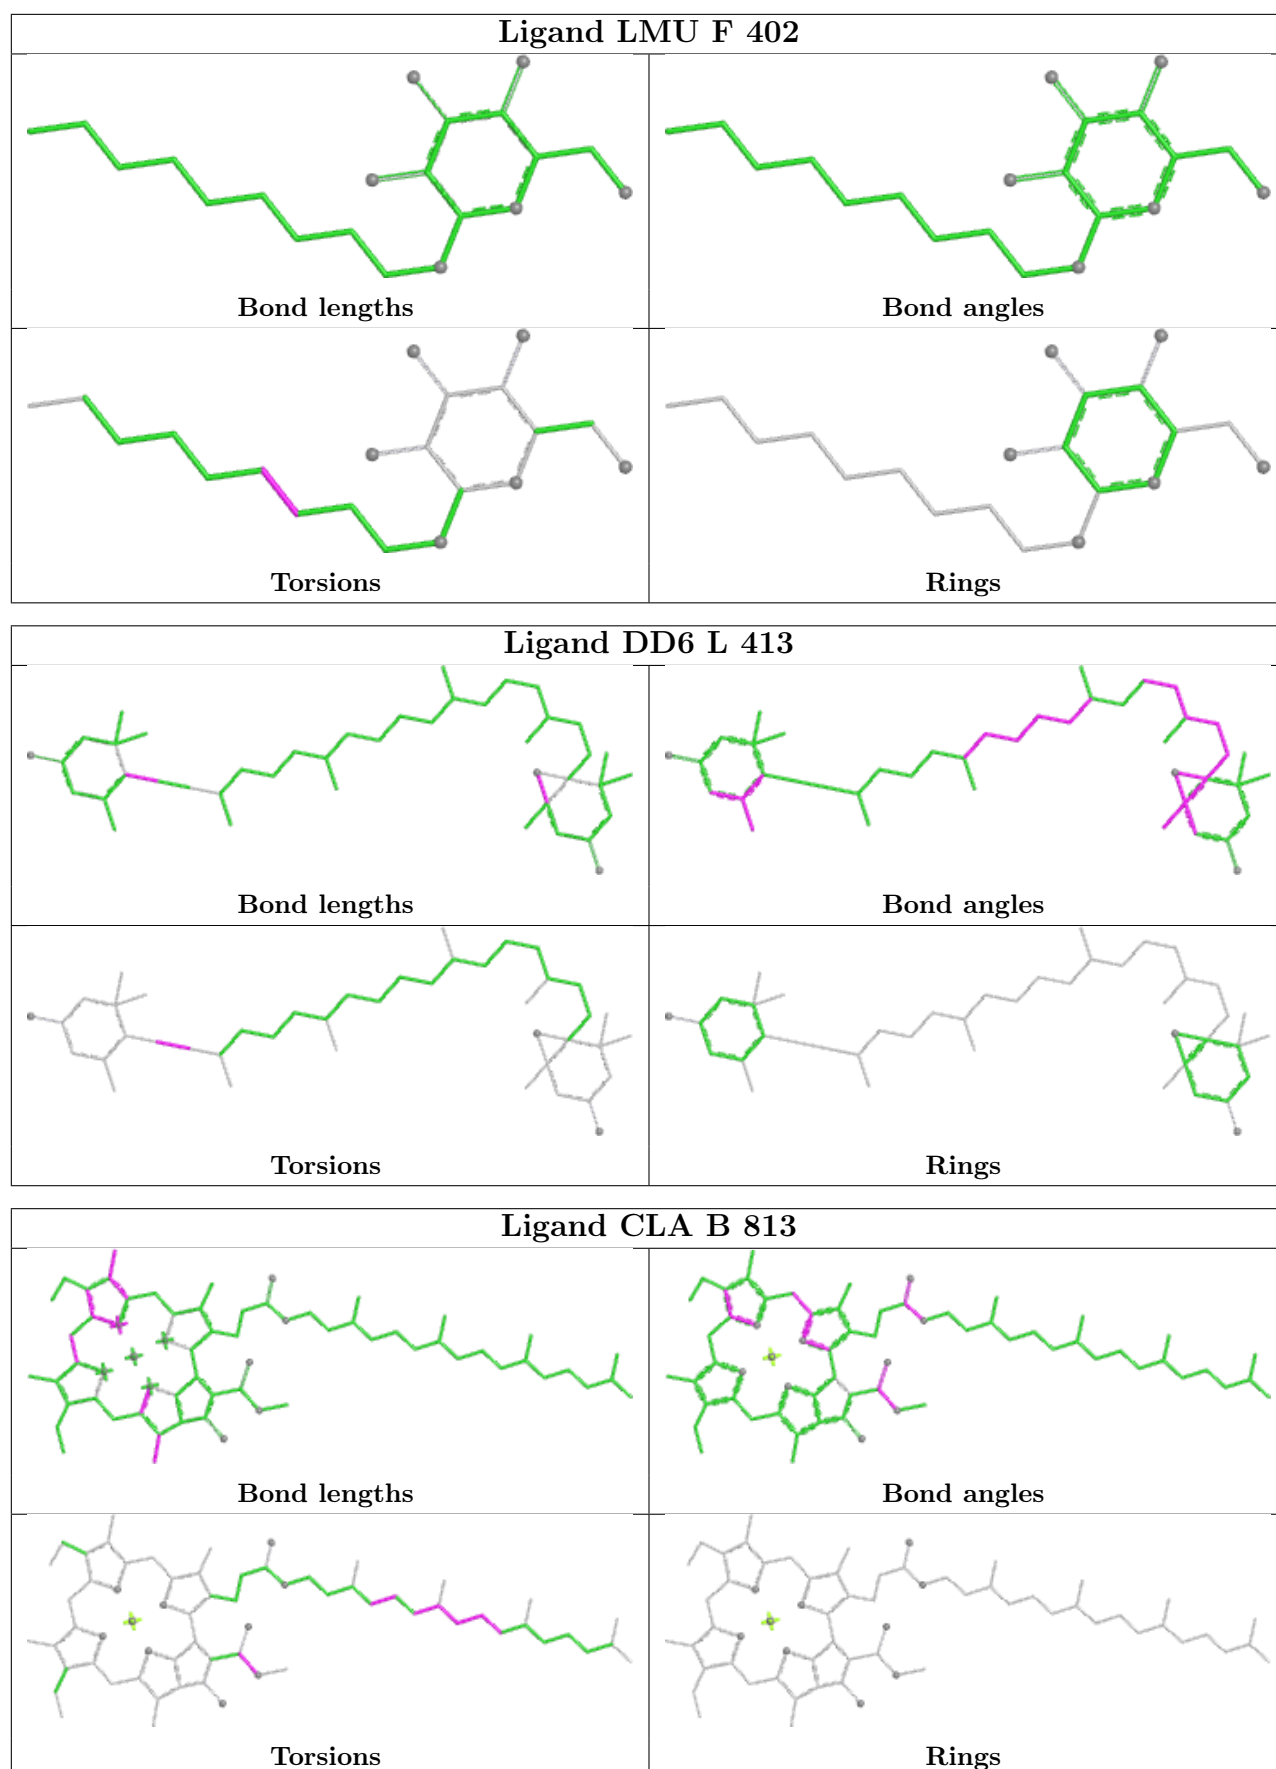 Ligand LMU F 402
Bond lengths
Bond angles
Torsions
Rings
Ligand DD6 L 413
Bond lengths
Bond angles
Torsions
Rings
Ligand CLA B 813
Bond lengths
Bond angles
Torsions
Rings